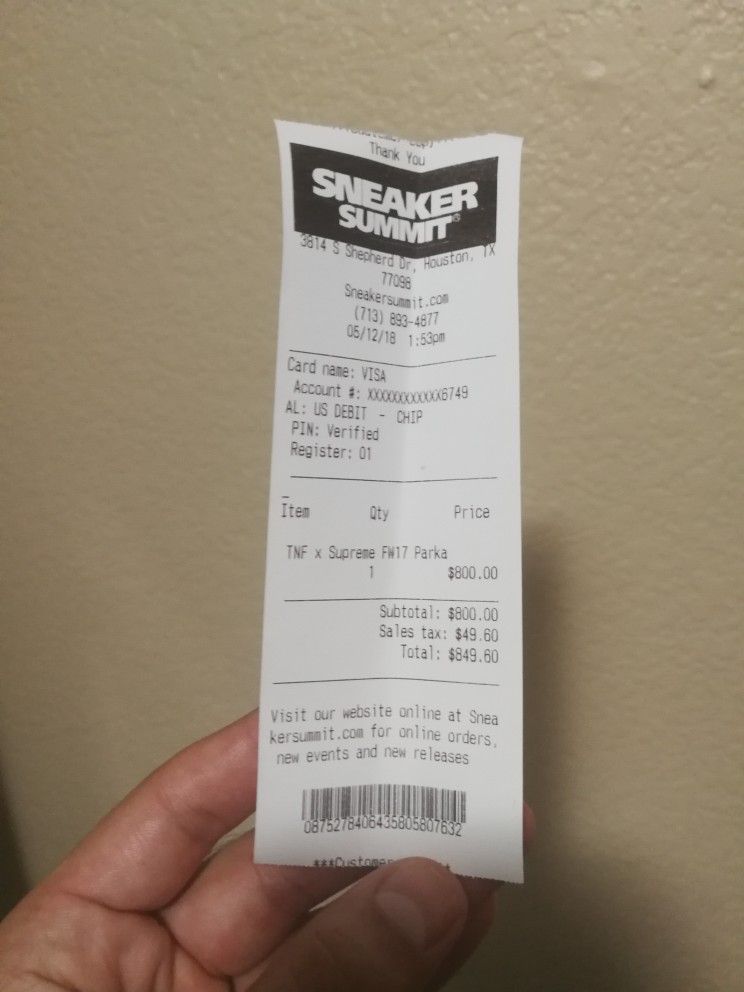 Thank You
SNEAKER
SUMMIT®
3814 S Shepherd Dr, Houston, TX
77098
Sneakersummit.com
(713) 893-4877
05/12/18 1:53pm
Card name: VISA
Account #: XXXXXXXXXXXX6749
AL: US DEBIT - CHIP
PIN: Verified
Register: 01
Item Qty Price
TNF x Supreme FW17 Parka
1 $800.00
Subtotal: $800.00
Sales tax: $49.60
Total: $849.60
Visit our website online at Snea
kersummit.com for online orders,
new events and new releases
0875278406435805807632
***Customer